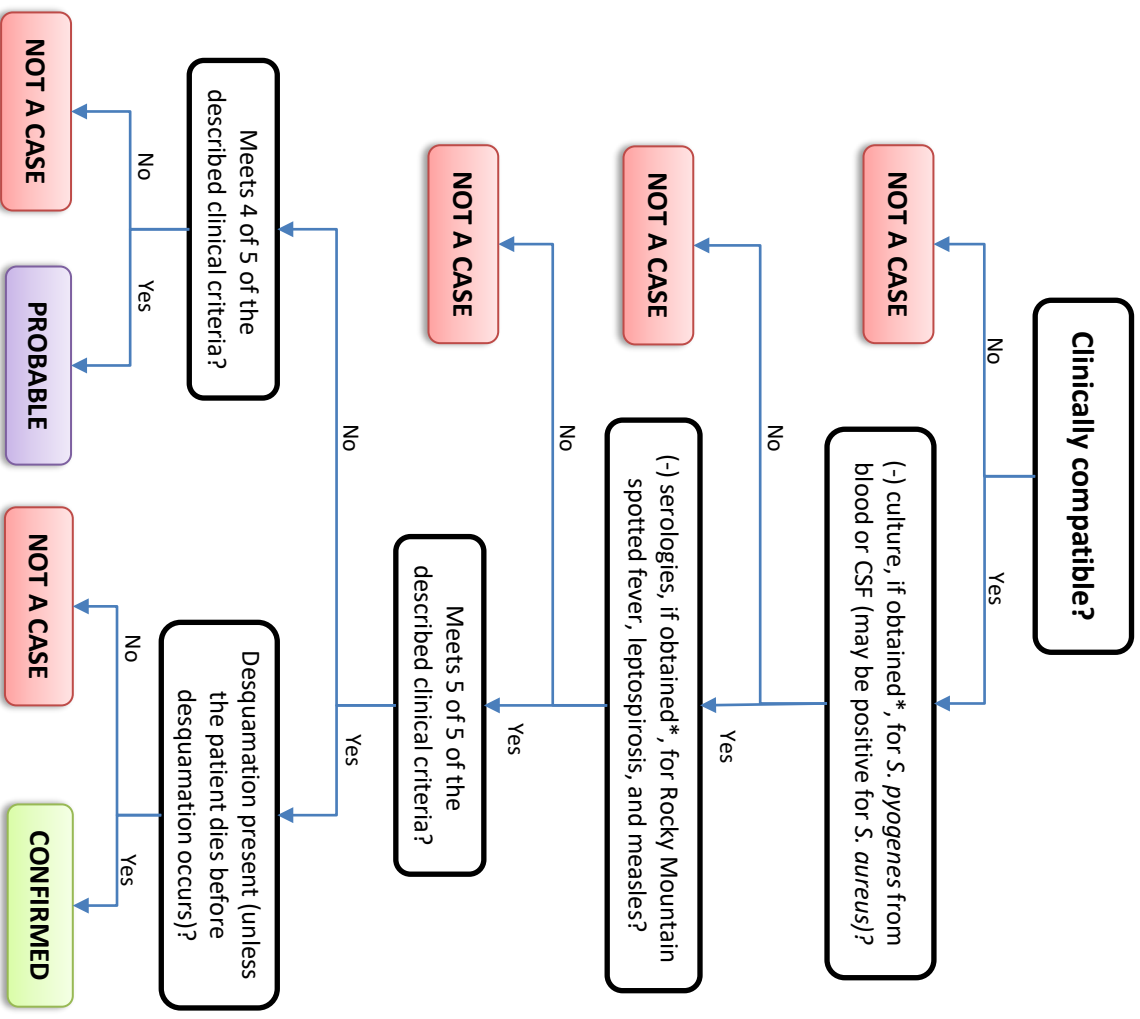 Clinically compatible?
No
Yes
NOT A CASE
(-) culture, if obtained*, for S. pyogenes from
blood or CSF (may be positive for S. aureus)?
No
Yes
NOT A CASE
(-) serologies, if obtained*, for Rocky Mountain
spotted fever, leptospirosis, and measles?
No
Yes
NOT A CASE
Meets 5 of 5 of the
described clinical criteria?
No
Yes
Meets 4 of 5 of the
described clinical criteria?
Desquamation present (unless
the patient dies before
desquamation occurs)?
No
Yes
No
Yes
NOT A CASE
PROBABLE
NOT A CASE
CONFIRMED